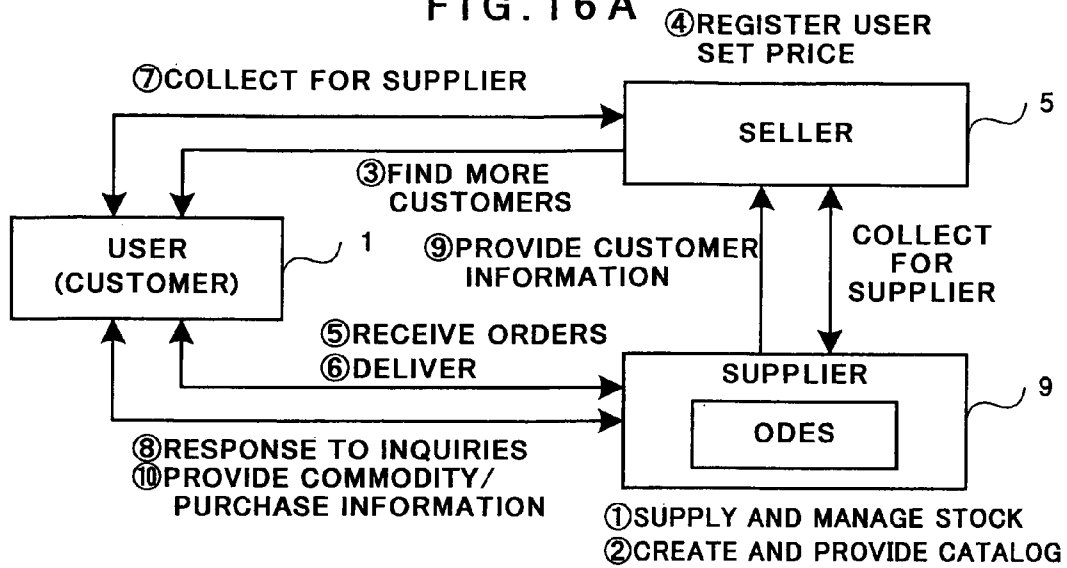 FIG.16A
④REGISTER USER
SET PRICE
⑦COLLECT FOR SUPPLIER
5
SELLER
③FIND MORE
CUSTOMERS
USER
(CUSTOMER)
1
⑨PROVIDE CUSTOMER
INFORMATION
COLLECT
FOR
SUPPLIER
⑤RECEIVE ORDERS
⑥DELIVER
SUPPLIER
9
ODES
⑧RESPONSE TO INQUIRIES
⑩PROVIDE COMMODITY/
PURCHASE INFORMATION
①SUPPLY AND MANAGE STOCK
②CREATE AND PROVIDE CATALOG